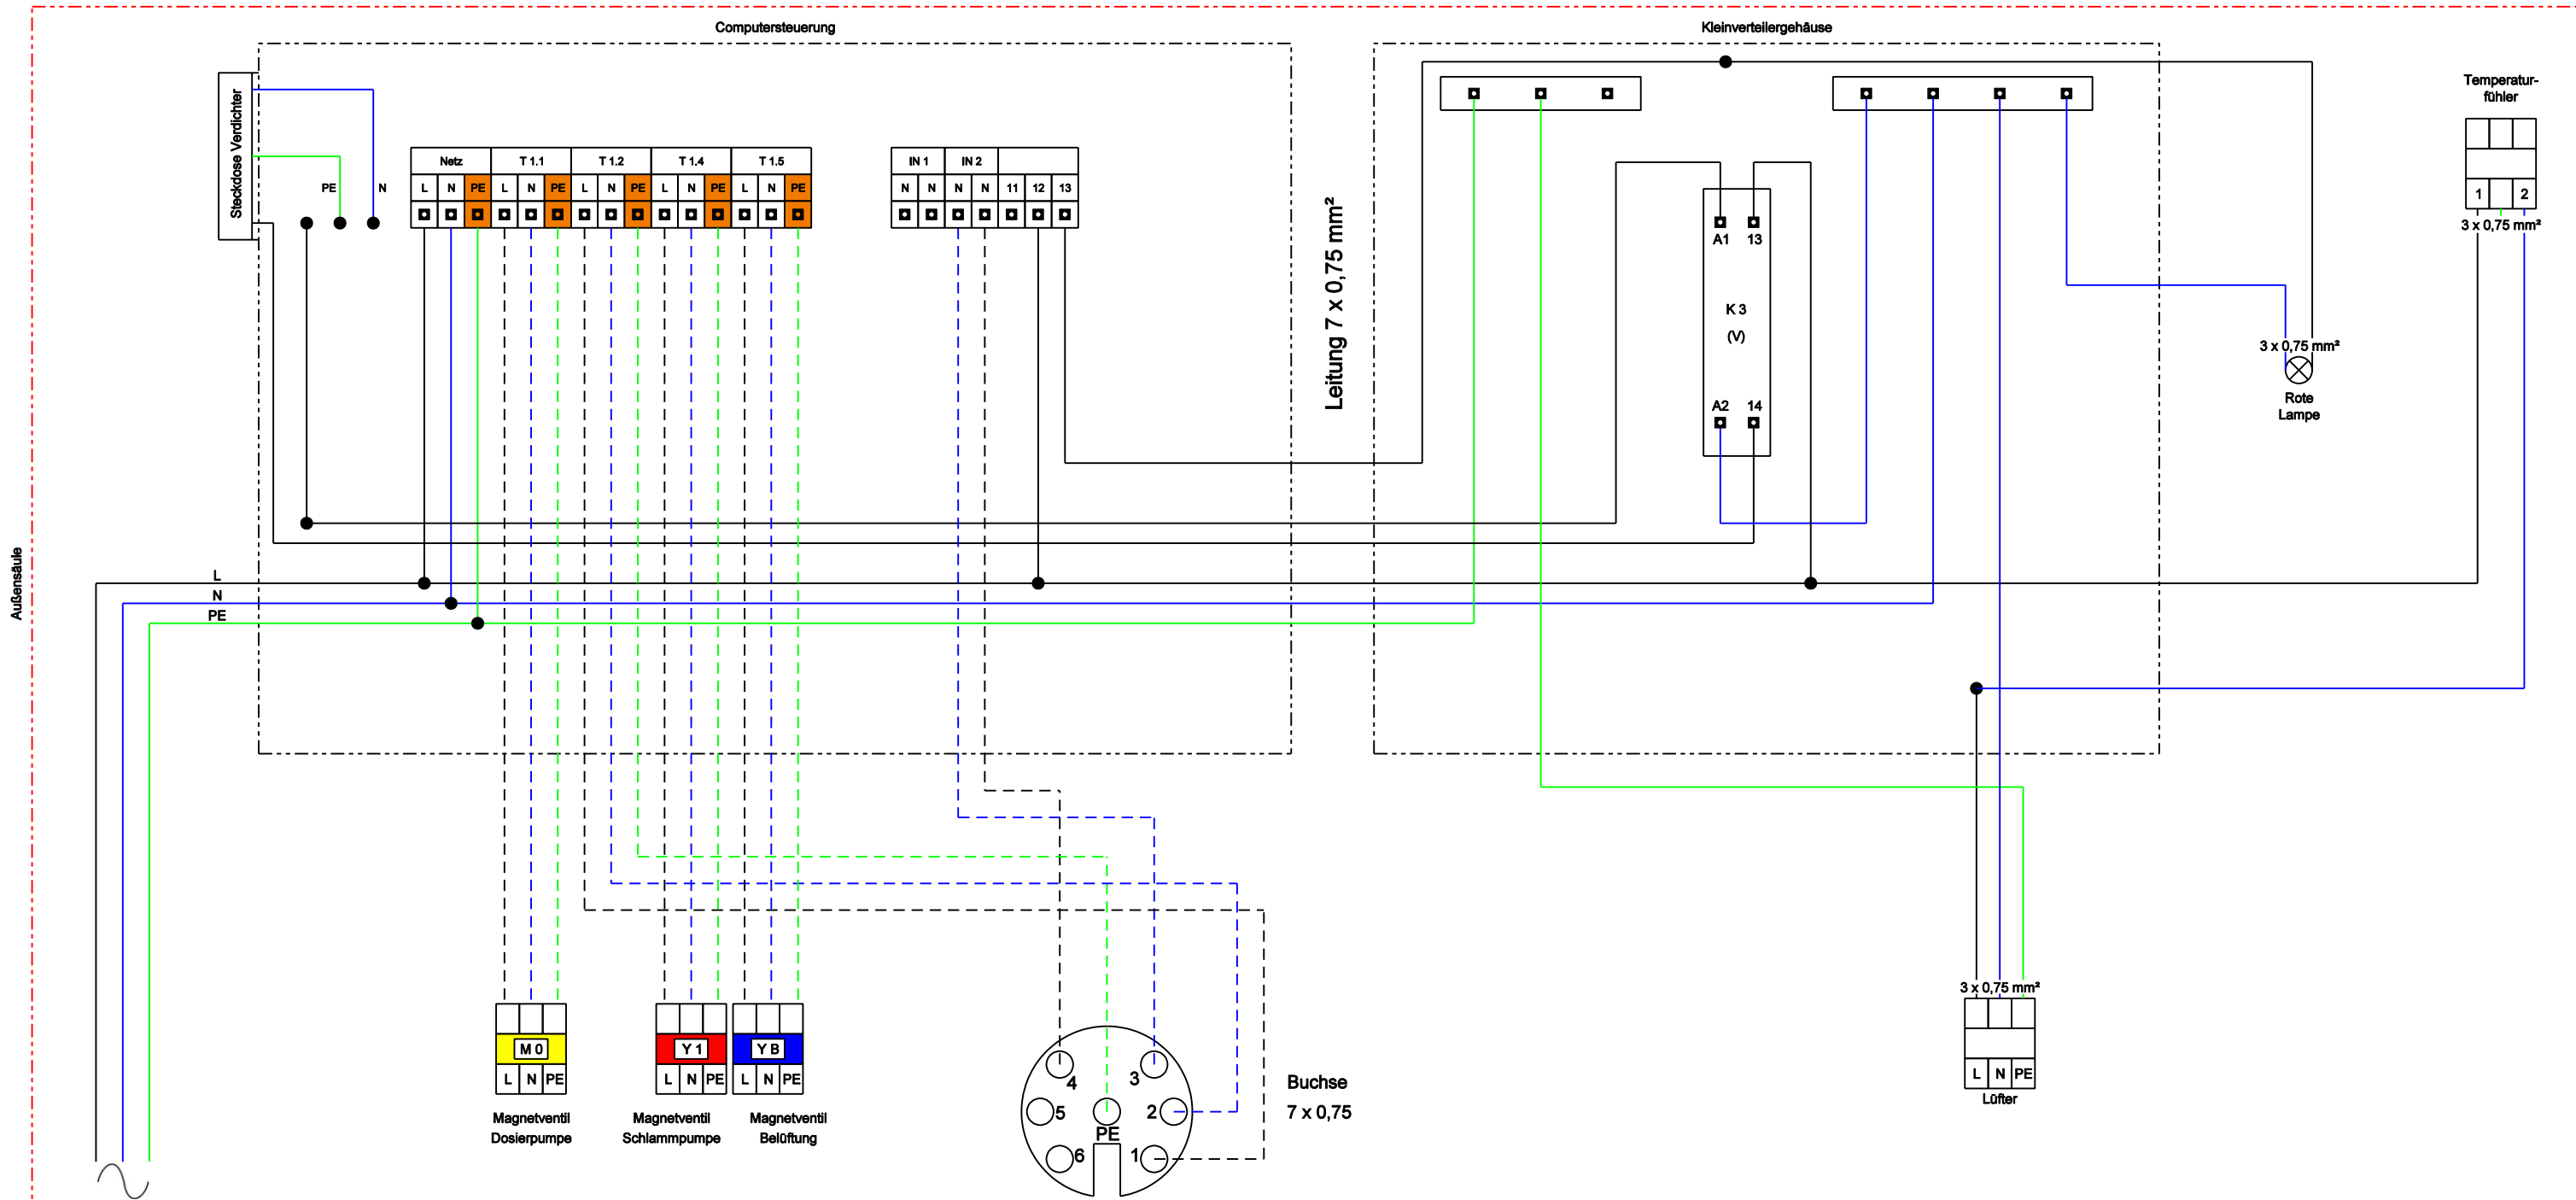 Computersteuerung
Kleinverteilergehäuse
Temperatur-
fühler
Steckdose Verdichter
PE N
Netz T 1.1 T 1.2 T 1.4 T 1.5
L N PE L N PE L N PE L N PE L N PE
IN 1 IN 2
N N N N 11 12 13
Leitung 7 x 0,75 mm²
A1 13
K 3
(V)
A2 14
1 2
3 x 0,75 mm²
3 x 0,75 mm²
Rote
Lampe
Außensäule
L
N
PE
M 0
L N PE
Magnetventil
Dosierpumpe
Y 1
L N PE
Magnetventil
Schlammpumpe
Y B
L N PE
Magnetventil
Belüftung
4 3
5 2
PE
6 1
Buchse
7 x 0,75
3 x 0,75 mm²
L N PE
Lüfter